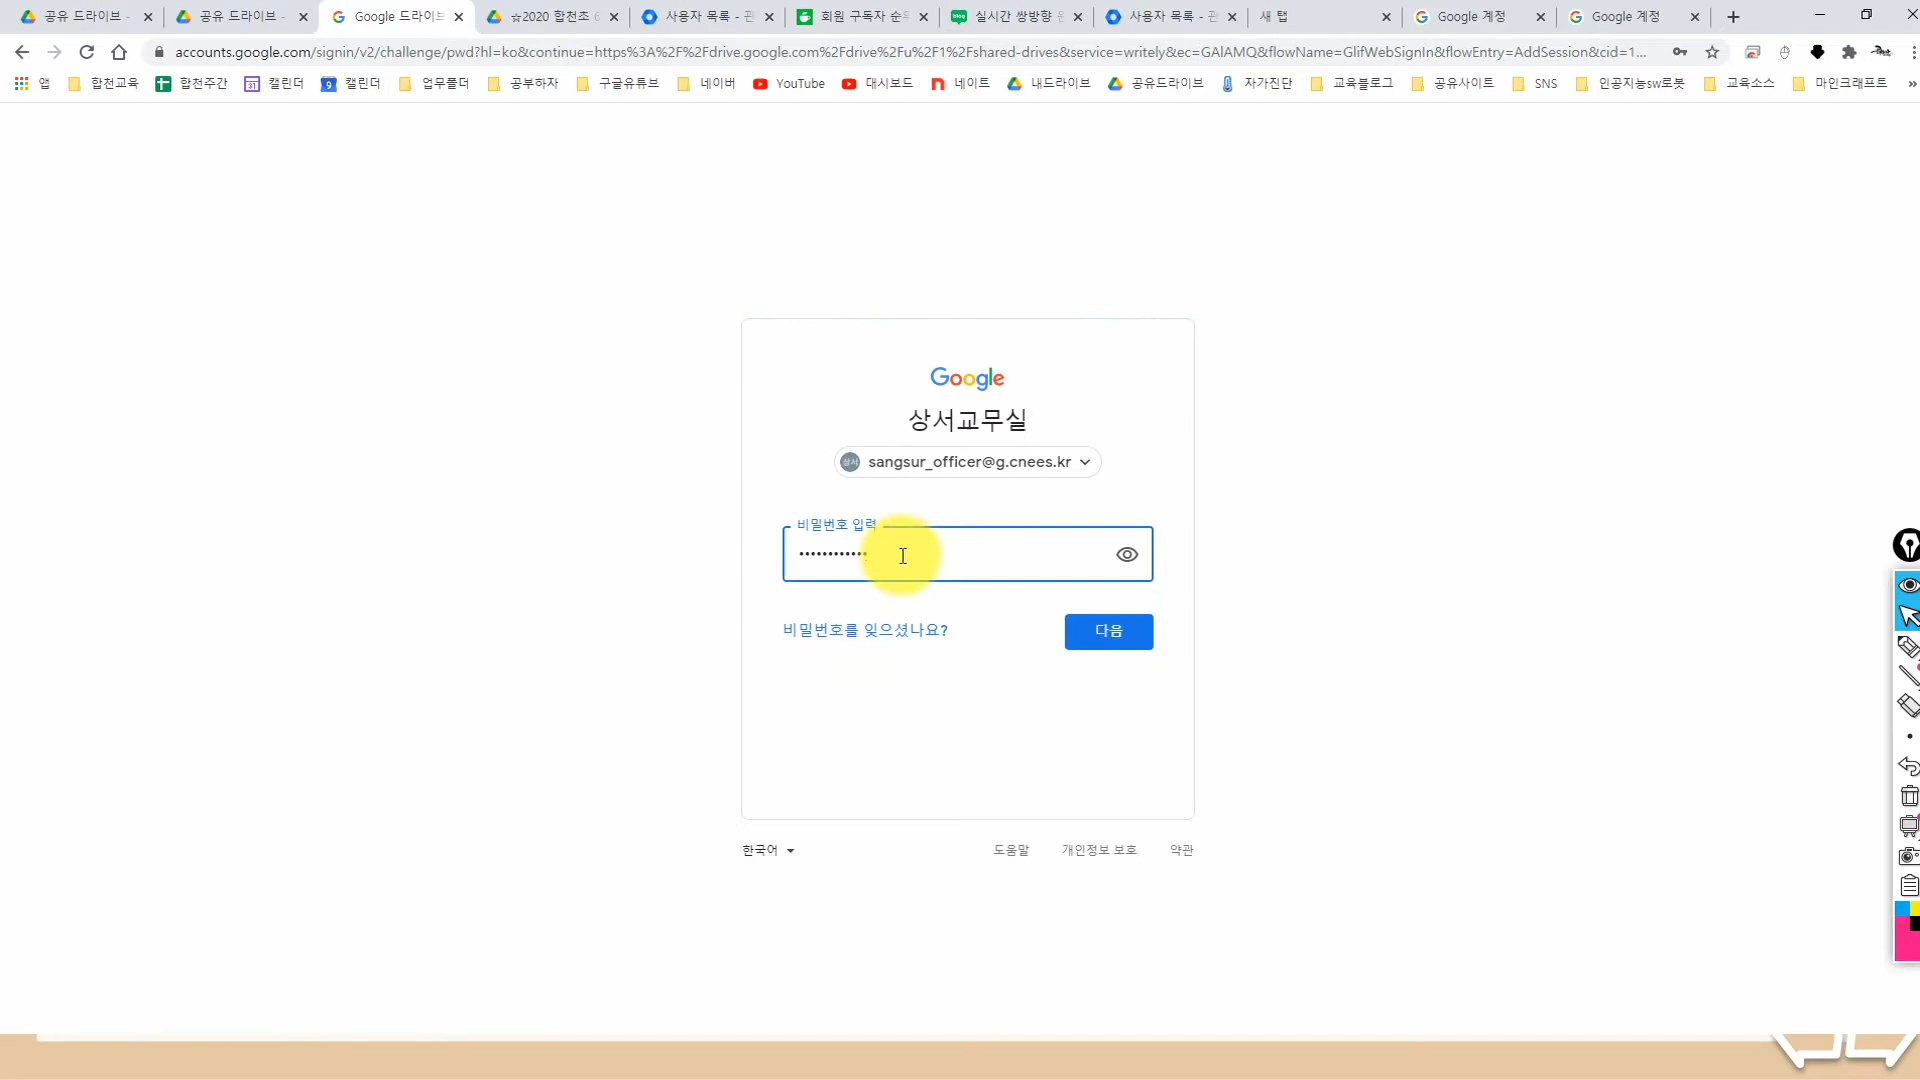 공유 드라이브 -
공유 드라이브 -
Google 드라이브
☆2020 합천초 6
사용자 목록 - 관
회원 구독자 순위
실시간 쌍방향 원
사용자 목록 - 관
새 탭
Google 계정
Google 계정
accounts.google.com/signin/v2/challenge/pwd?hl=ko&continue=https%3A%2F%2Fdrive.google.com%2Fdrive%2Fu%2F1%2Fshared-drives&service=writely&ec=GAlAMQ&flowName=GlifWebSignIn&flowEntry=AddSession&cid=1...
앱 합천교육 합천주간 캘린더 캘린더 업무폴더 공부하자 구글유튜브 네이버 YouTube 대시보드 네이트 내드라이브 공유드라이브 자가진단 교육블로그 공유사이트 SNS 인공지능sw로봇 교육소스 마인크래프트 »
Google
상서교무실
상서 sangsur_officer@g.cnees.kr
비밀번호 입력
••••••••••••
비밀번호를 잊으셨나요?
다음
한국어
도움말 개인정보 보호 약관